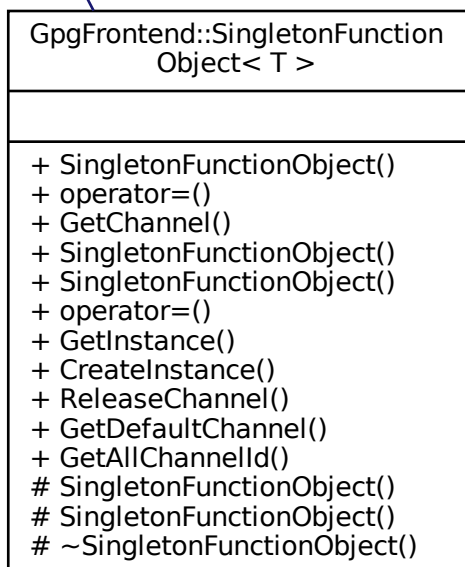 GpgFrontend::SingletonFunction
Object< T >
+ SingletonFunctionObject()
+ operator=()
+ GetChannel()
+ SingletonFunctionObject()
+ SingletonFunctionObject()
+ operator=()
+ GetInstance()
+ CreateInstance()
+ ReleaseChannel()
+ GetDefaultChannel()
+ GetAllChannelId()
# SingletonFunctionObject()
# SingletonFunctionObject()
# ~SingletonFunctionObject()